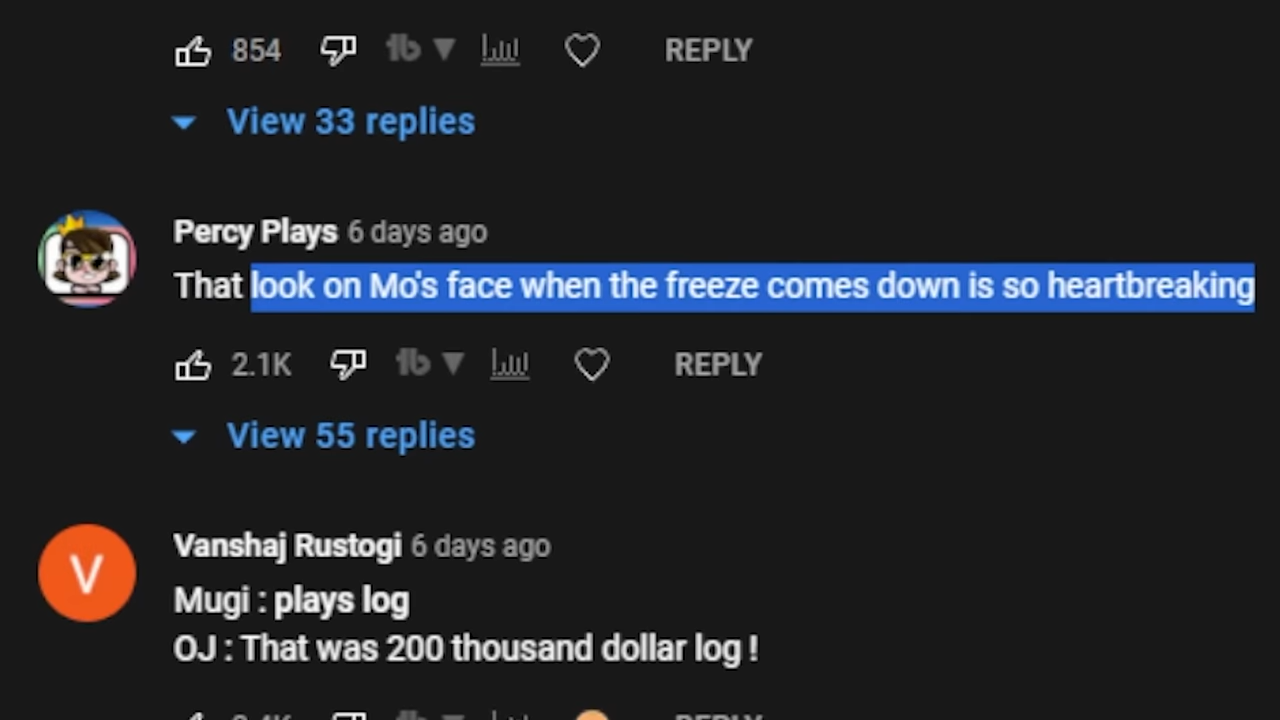 854 REPLY
View 33 replies
Percy Plays 6 days ago
That look on Mo's face when the freeze comes down is so heartbreaking
2.1K REPLY
View 55 replies
V
Vanshaj Rustogi 6 days ago
Mugi : plays log
OJ : That was 200 thousand dollar log !
REPLY